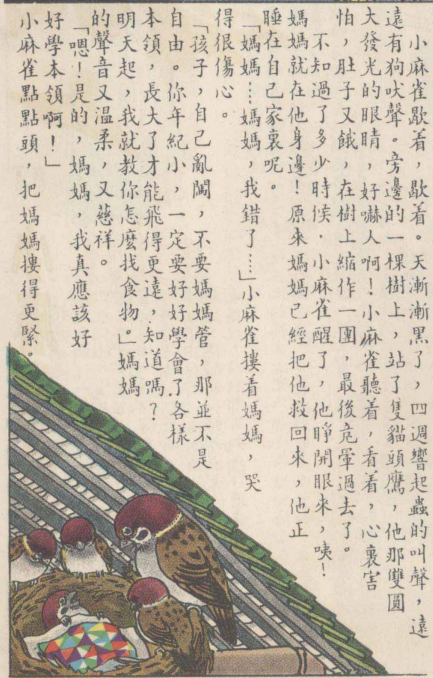 小麻雀歇着，歇着。天漸漸黑了，四週響起蟲的叫聲，遠
遠有狗吠聲。旁邊的一棵樹上，站了隻貓頭鷹，他那雙圓
大發光的眼睛，好嚇人啊！小麻雀聽着，看着，心裏害
怕，肚子又餓，在樹上縮作一團，最後竟暈過去了。
不知過了多少時候，小麻雀醒了，他睜開眼來，咦！
媽媽就在他身邊！原來媽媽已經把他救回來，他正
睡在自己家裏呢。
「媽媽…媽媽，我錯了…」小麻雀摟着媽媽，哭
得很傷心。
「孩子，自己亂闖，不要媽媽管，那並不是
自由。你年紀小，一定要好好學會了各樣
本領，長大了才能飛得更遠，知道嗎？
明天起，我就教你怎麼找食物。」媽媽
的聲音又溫柔，又慈祥。
「嗯！是的，媽媽，我真應該好
好學本領啊！」
小麻雀點點頭，把媽媽摟得更緊。